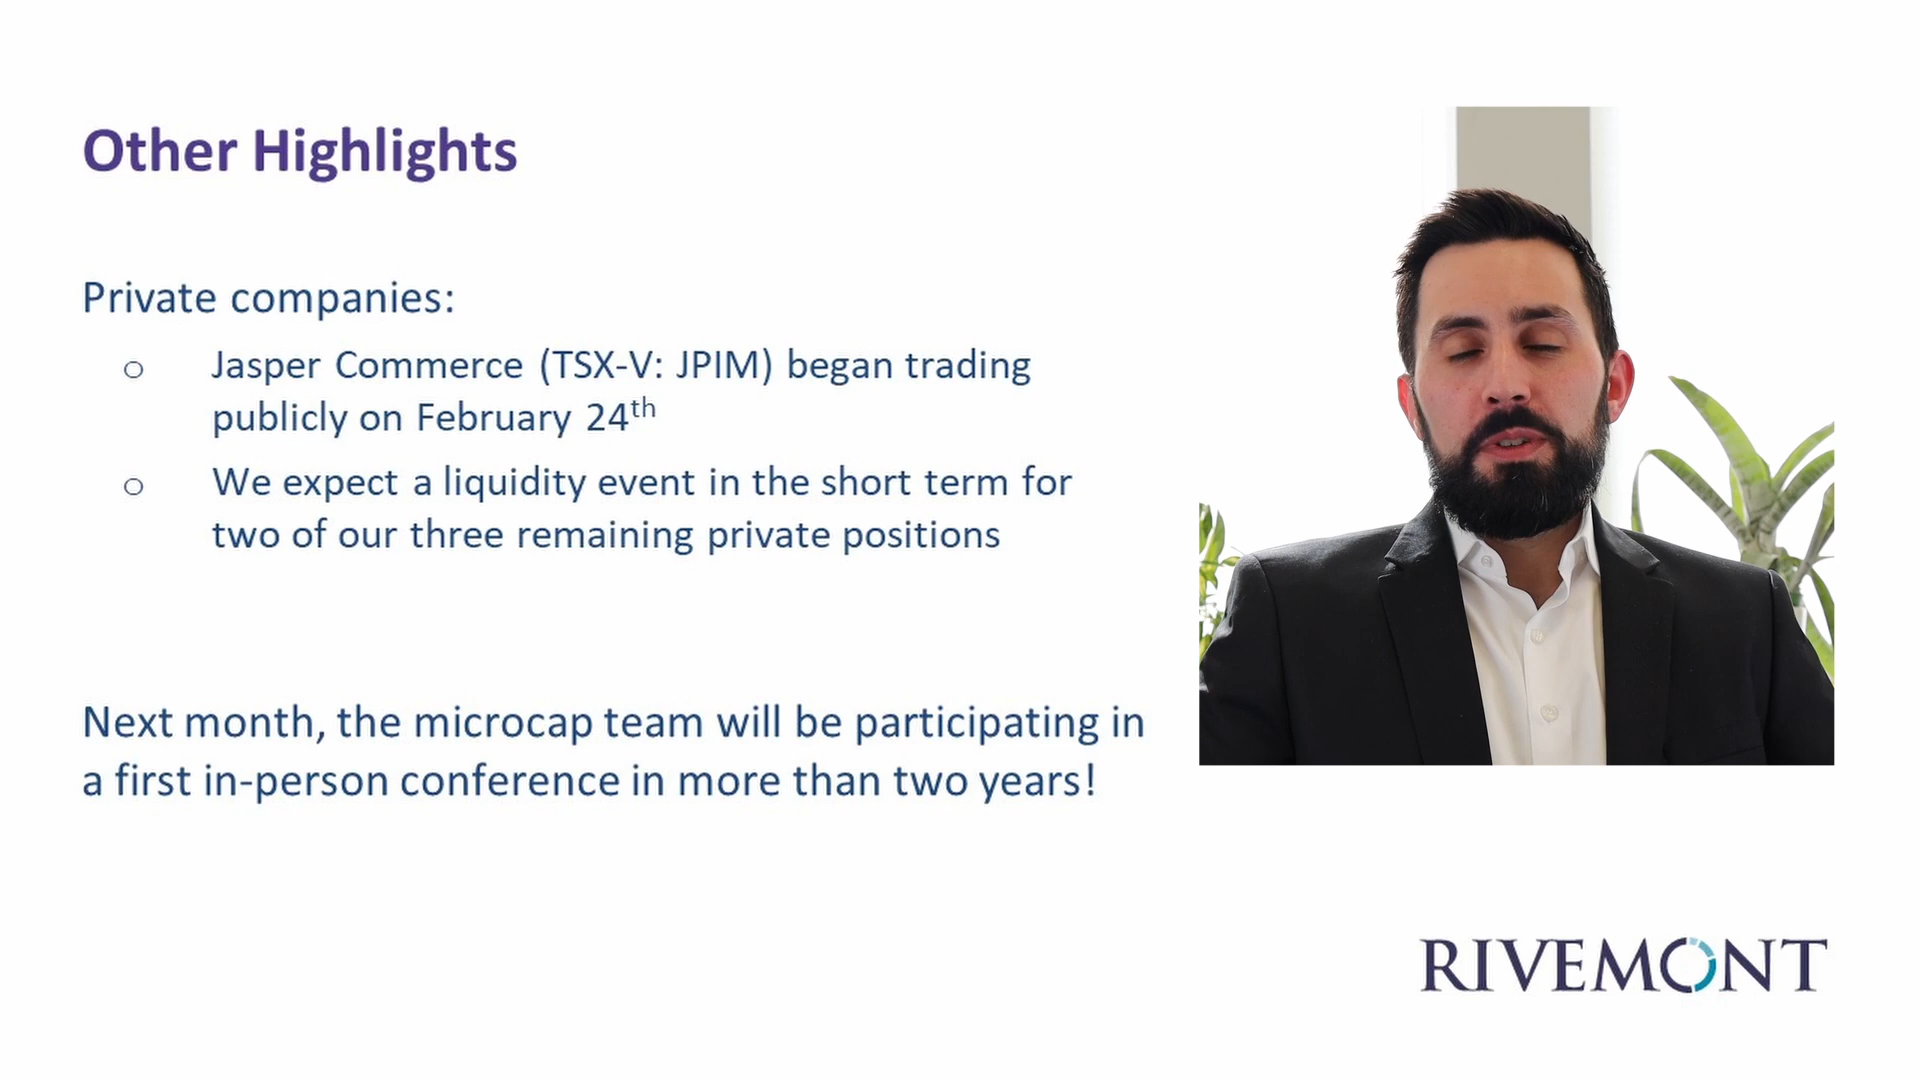 Other Highlights
Private companies:
o Jasper Commerce (TSX-V: JPIM) began trading
publicly on February 24th
o We expect a liquidity event in the short term for
two of our three remaining private positions
Next month, the microcap team will be participating in
a first in-person conference in more than two years!
RIVEMONT